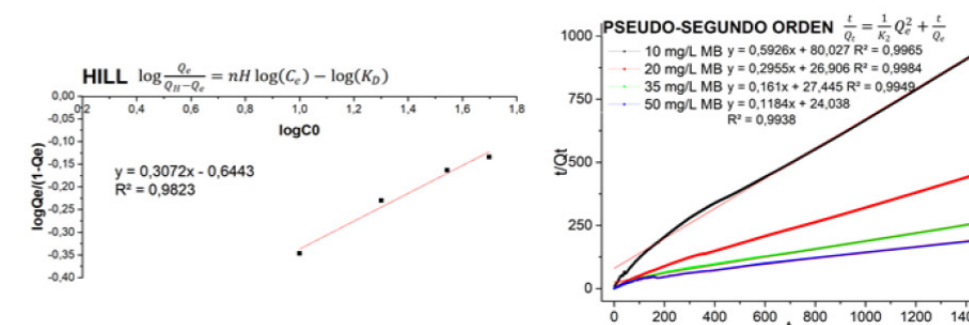 HILL log Qe/(QH−Qe) = nH log(Ce) − log(KD)
0,00
-0,05
-0,10
-0,15
-0,20
-0,25
-0,30
-0,35
-0,40
0,2 0,4 0,6 0,8 1,0 1,2 1,4 1,6 1,8
logC0
logQe/(1-Qe)
y = 0,3072x - 0,6443
R² = 0,9823
PSEUDO-SEGUNDO ORDEN t/Qt = 1/K2 Qe² + t/Qe
10 mg/L MB y = 0,5926x + 80,027 R² = 0,9965
20 mg/L MB y = 0,2955x + 26,906 R² = 0,9984
35 mg/L MB y = 0,161x + 27,445 R² = 0,9949
50 mg/L MB y = 0,1184x + 24,038
R² = 0,9938
1000
750
500
250
0
t/Qt
0 200 400 600 800 1000 1200